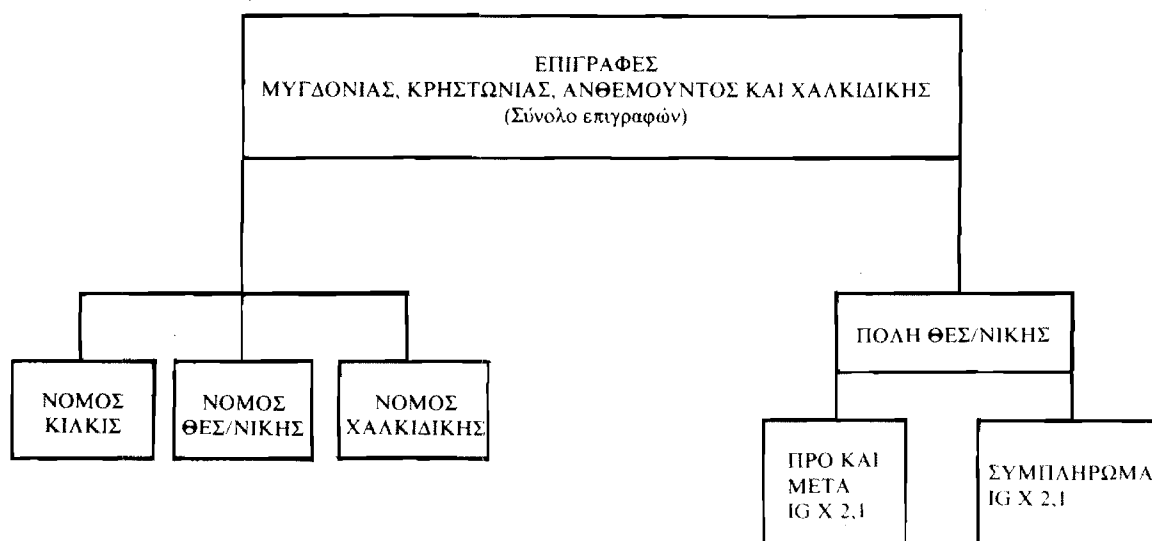 ΕΠΙΓΡΑΦΕΣ
ΜΥΓΔΟΝΙΑΣ, ΚΡΗΣΤΩΝΙΑΣ, ΑΝΘΕΜΟΥΝΤΟΣ ΚΑΙ ΧΑΛΚΙΔΙΚΗΣ
(Σύνολο επιγραφών)
ΠΟΛΗ ΘΕΣ/ΝΙΚΗΣ
ΝΟΜΟΣ
ΚΙΛΚΙΣ
ΝΟΜΟΣ
ΘΕΣ/ΝΙΚΗΣ
ΝΟΜΟΣ
ΧΑΛΚΙΔΙΚΗΣ
ΠΡΟ ΚΑΙ
ΜΕΤΑ
IG X 2,1
ΣΥΜΠΛΗΡΩΜΑ
IG X 2,1